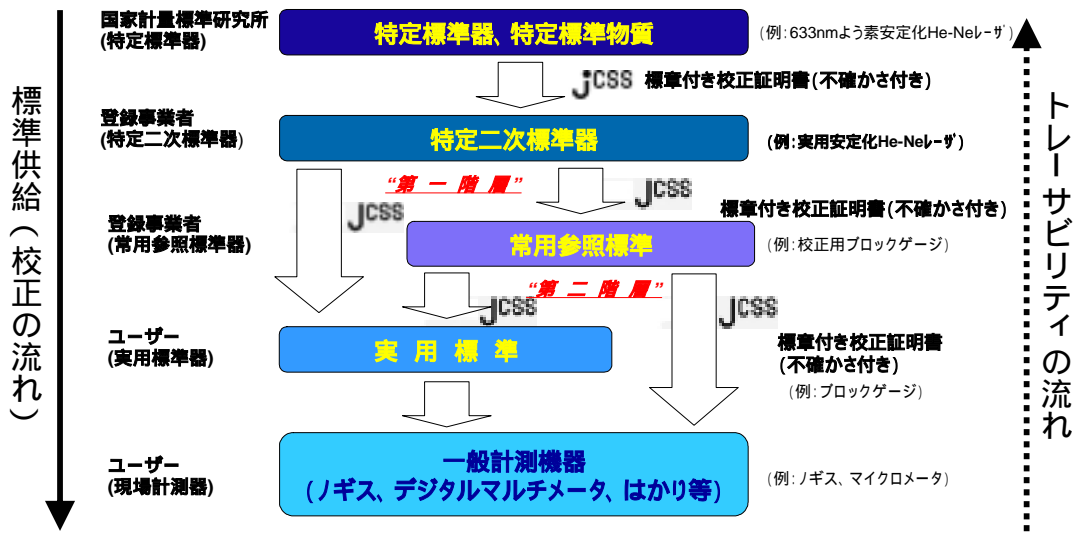 国家計量標準研究所
(特定標準器)
特定標準器、特定標準物質
(例:633nmよう素安定化He-Neレーザ)
jCSS 標章付き校正証明書(不確かさ付き)
登録事業者
(特定二次標準器)
特定二次標準器
(例:実用安定化He-Neレーザ)
“第一階層”
JCSS
JCSS
標章付き校正証明書(不確かさ付き)
登録事業者
(常用参照標準器)
常用参照標準
(例:校正用ブロックゲージ)
“第二階層”
JCSS
JCSS
ユーザー
(実用標準器)
実用標準
標章付き校正証明書
(不確かさ付き)
(例:ブロックゲージ)
ユーザー
(現場計測器)
一般計測機器
(ノギス、デジタルマルチメータ、はかり等)
(例:ノギス、マイクロメータ)
標準供給(校正の流れ)
トレーサビリティの流れ